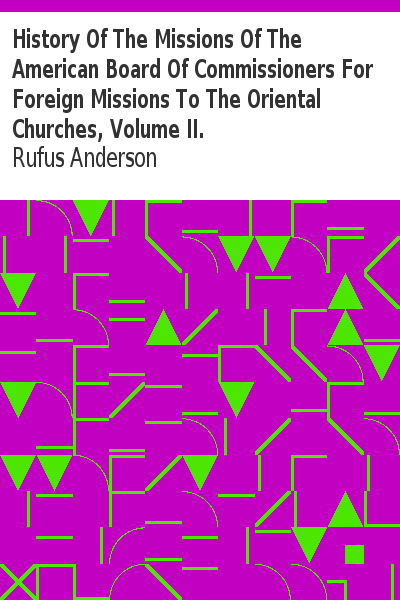 History Of The Missions Of The
American Board Of Commissioners For
Foreign Missions To The Oriental
Churches, Volume II.
Rufus Anderson